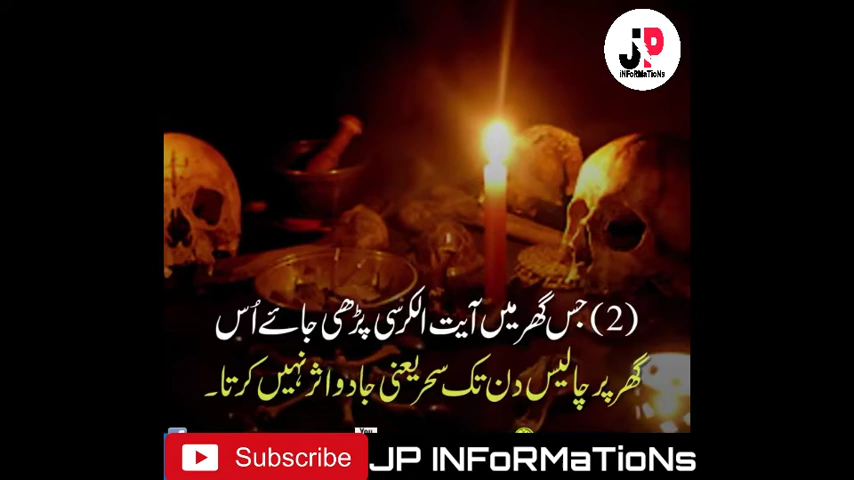 JP
iNFoRMaTioNs
(2) جس گھر میں آیت الکرسی پڑھی جائے اُس
گھر پر چالیس دن تک سحر یعنی جادو اثر نہیں کرتا۔
You
Subscribe
JP INFoRMaTioNs